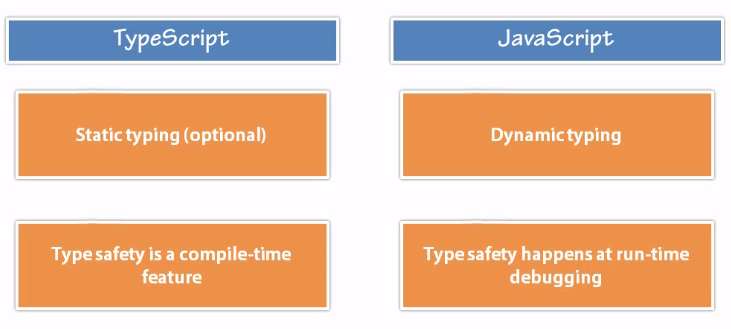 TypeScript
JavaScript
Static typing (optional)
Dynamic typing
Type safety is a compile-time
feature
Type safety happens at run-time
debugging